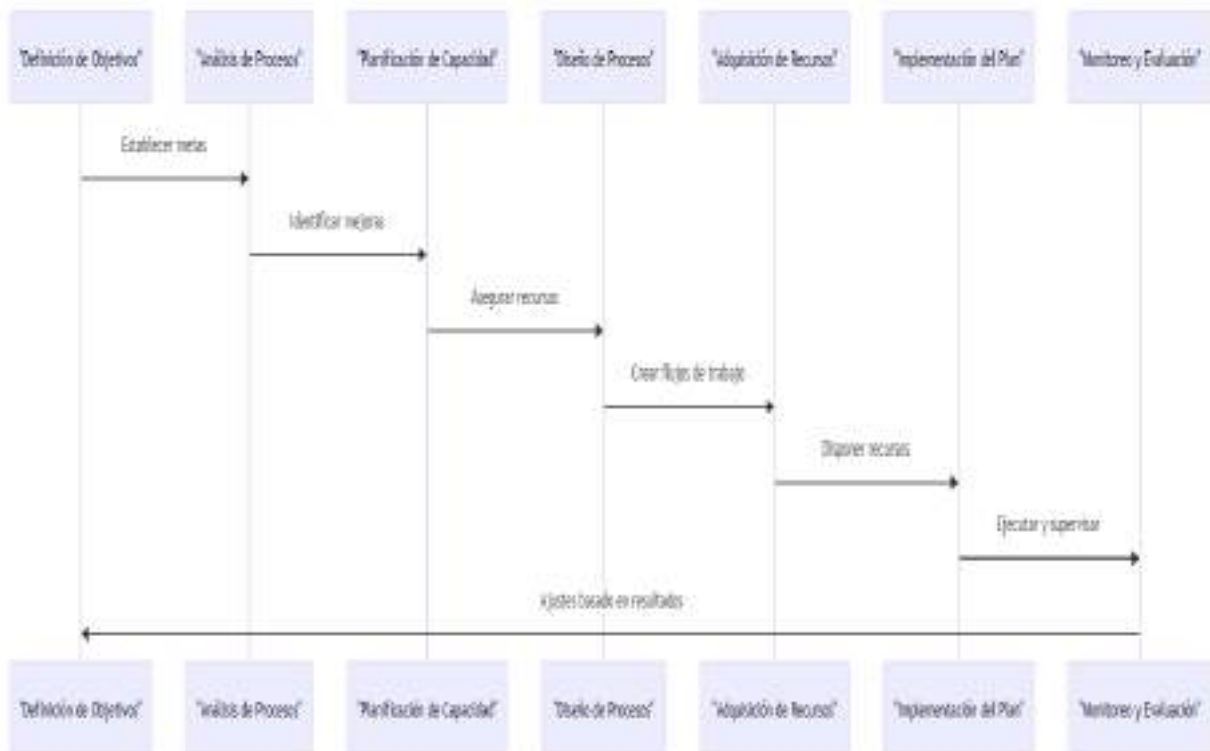 "Definición de Objetivos" "Análisis de Procesos" "Planificación de Capacidad" "Diseño de Procesos" "Adquisición de Recursos" "Implementación del Plan" "Monitoreo y Evaluación"
Establecer metas
Identificar mejoras
Asegurar recursos
Crear flujos de trabajo
Disponer recursos
Ejecutar y supervisar
Ajustes basado en resultados
"Definición de Objetivos" "Análisis de Procesos" "Planificación de Capacidad" "Diseño de Procesos" "Adquisición de Recursos" "Implementación del Plan" "Monitoreo y Evaluación"